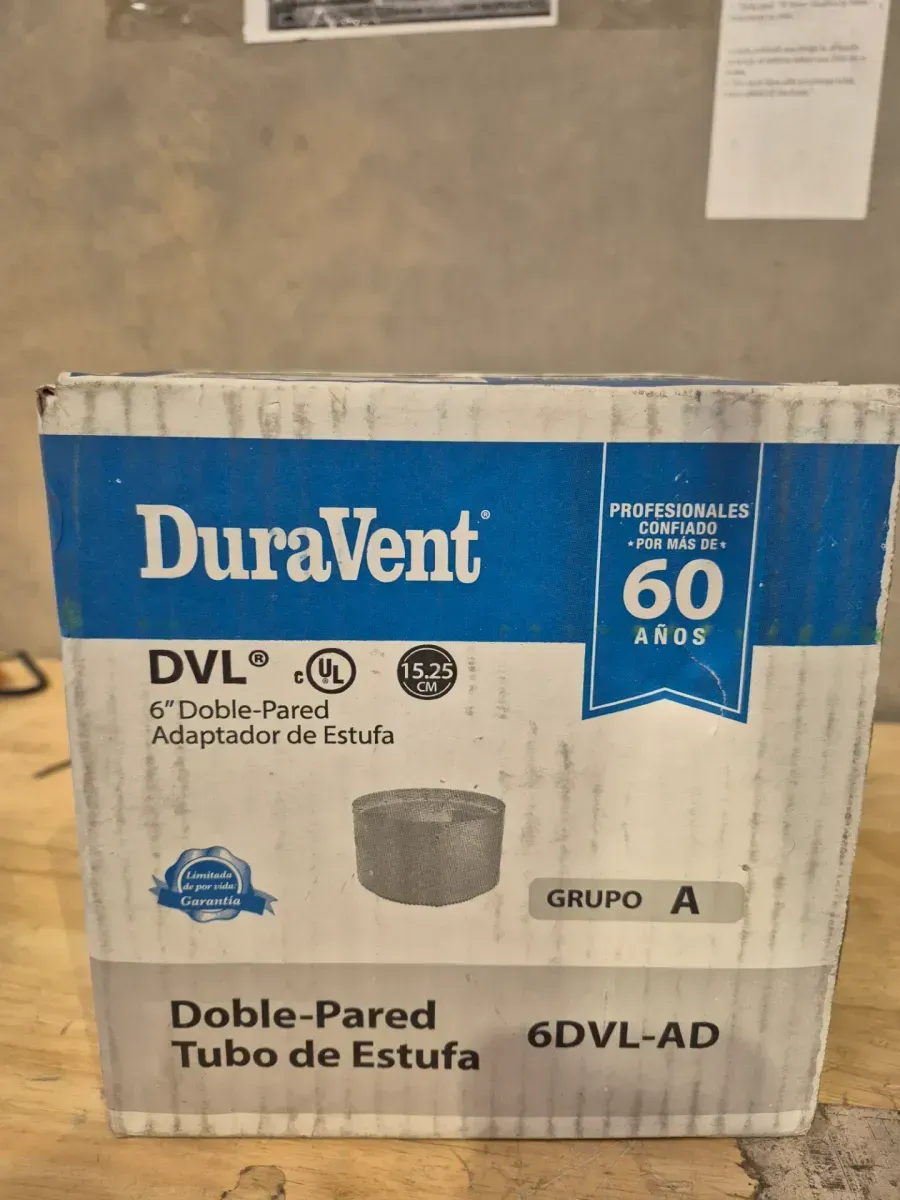 DuraVent®
PROFESIONALES
CONFIADO
★POR MÁS DE★
60
AÑOS
DVL®
c UL ®
15.25
CM
6” Doble-Pared
Adaptador de Estufa
Limitada
de por vida
Garantía
GRUPO A
Doble-Pared
Tubo de Estufa
6DVL-AD